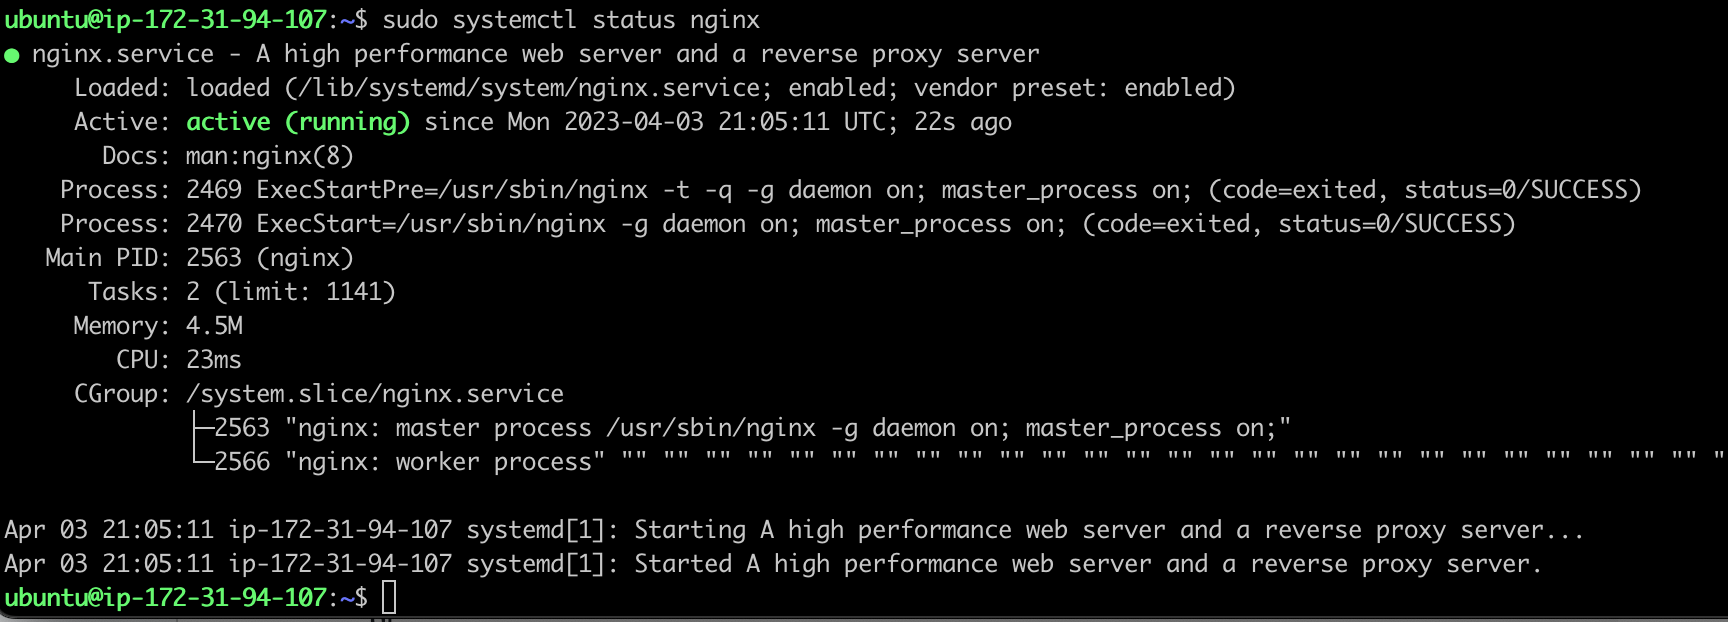 ubuntu@ip-172-31-94-107:~$ sudo systemctl status nginx
● nginx.service - A high performance web server and a reverse proxy server
     Loaded: loaded (/lib/systemd/system/nginx.service; enabled; vendor preset: enabled)
     Active: active (running) since Mon 2023-04-03 21:05:11 UTC; 22s ago
       Docs: man:nginx(8)
    Process: 2469 ExecStartPre=/usr/sbin/nginx -t -q -g daemon on; master_process on; (code=exited, status=0/SUCCESS)
    Process: 2470 ExecStart=/usr/sbin/nginx -g daemon on; master_process on; (code=exited, status=0/SUCCESS)
   Main PID: 2563 (nginx)
      Tasks: 2 (limit: 1141)
     Memory: 4.5M
        CPU: 23ms
     CGroup: /system.slice/nginx.service
             ├─2563 "nginx: master process /usr/sbin/nginx -g daemon on; master_process on;"
             └─2566 "nginx: worker process" "" "" "" "" "" "" "" "" "" "" "" "" "" "" "" "" "" "" "" "" "" "" "" "" "" "" "

Apr 03 21:05:11 ip-172-31-94-107 systemd[1]: Starting A high performance web server and a reverse proxy server...
Apr 03 21:05:11 ip-172-31-94-107 systemd[1]: Started A high performance web server and a reverse proxy server.
ubuntu@ip-172-31-94-107:~$